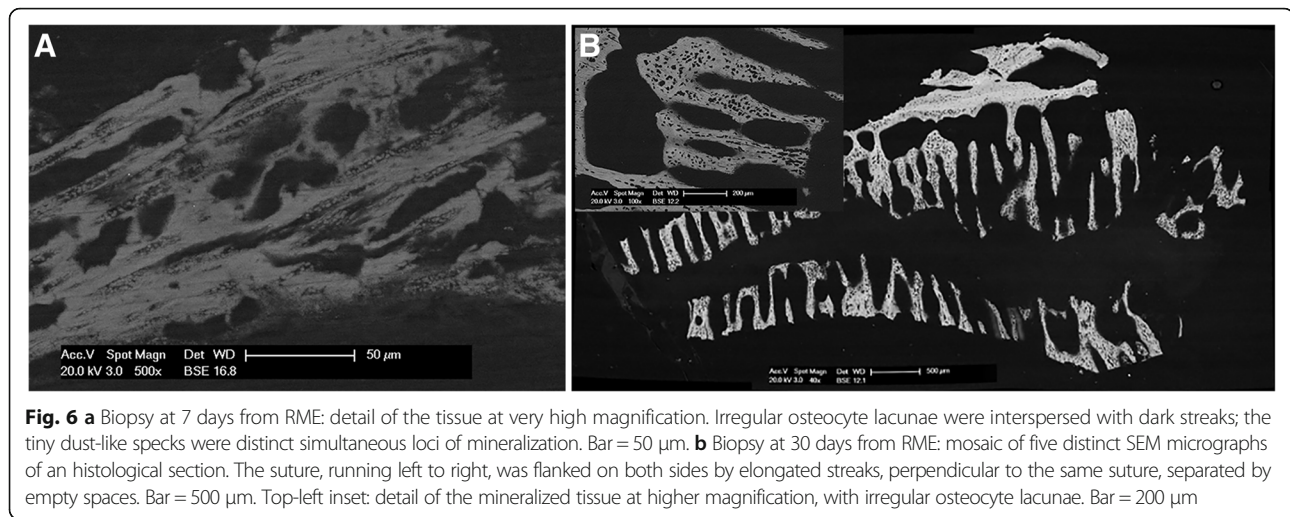 A
B
Acc.V Spot Magn Det WD 200 µm
20.0 kV 3.0 100x BSE 12.2
Acc.V Spot Magn Det WD 50 µm
20.0 kV 3.0 500x BSE 16.8
Acc.V Spot Magn Det WD 500 µm
20.0 kV 3.0 40x BSE 12.1
Fig. 6 a Biopsy at 7 days from RME: detail of the tissue at very high magnification. Irregular osteocyte lacunae were interspersed with dark streaks; the
tiny dust-like specks were distinct simultaneous loci of mineralization. Bar = 50 µm. b Biopsy at 30 days from RME: mosaic of five distinct SEM micrographs
of an histological section. The suture, running left to right, was flanked on both sides by elongated streaks, perpendicular to the same suture, separated by
empty spaces. Bar = 500 µm. Top-left inset: detail of the mineralized tissue at higher magnification, with irregular osteocyte lacunae. Bar = 200 µm